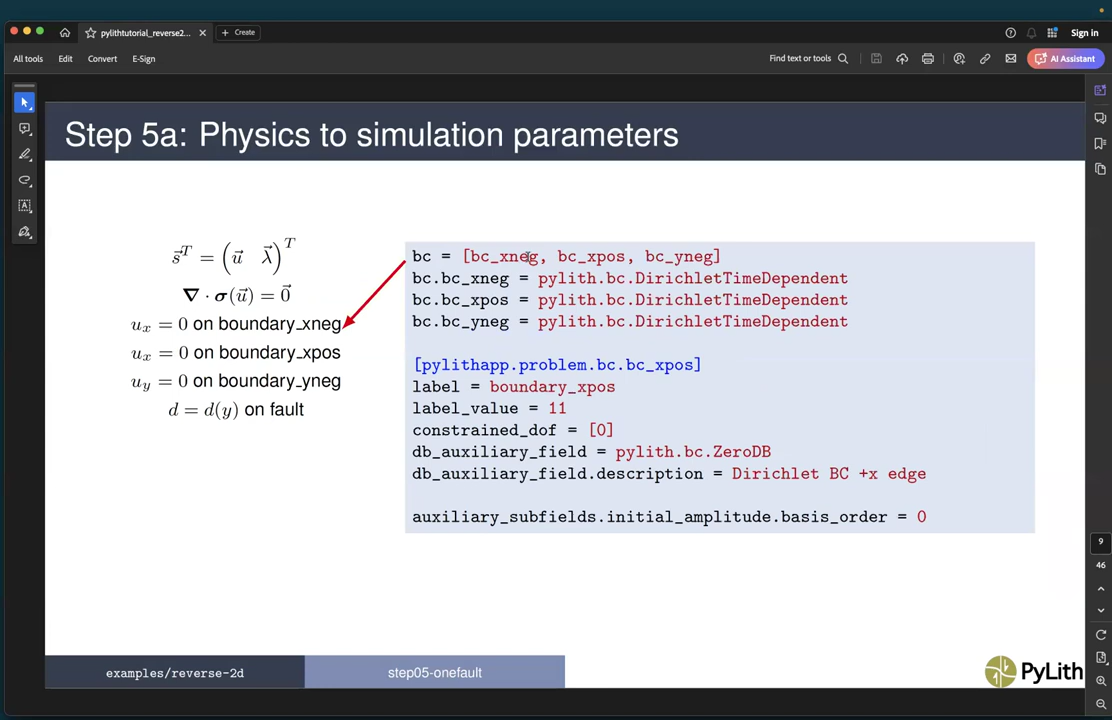 pylithtutorial_reverse2...
Create
Sign in
All tools
Edit
Convert
E-Sign
Find text or tools
AI Assistant
Step 5a: Physics to simulation parameters
s⃗^T = (u⃗ λ⃗)^T
∇ · σ(u⃗) = 0⃗
u_x = 0 on boundary_xneg
u_x = 0 on boundary_xpos
u_y = 0 on boundary_yneg
d = d(y) on fault
bc = [bc_xneg, bc_xpos, bc_yneg]
bc.bc_xneg = pylith.bc.DirichletTimeDependent
bc.bc_xpos = pylith.bc.DirichletTimeDependent
bc.bc_yneg = pylith.bc.DirichletTimeDependent
[pylithapp.problem.bc.bc_xpos]
label = boundary_xpos
label_value = 11
constrained_dof = [0]
db_auxiliary_field = pylith.bc.ZeroDB
db_auxiliary_field.description = Dirichlet BC +x edge
auxiliary_subfields.initial_amplitude.basis_order = 0
9
46
examples/reverse-2d
step05-onefault
PyLith